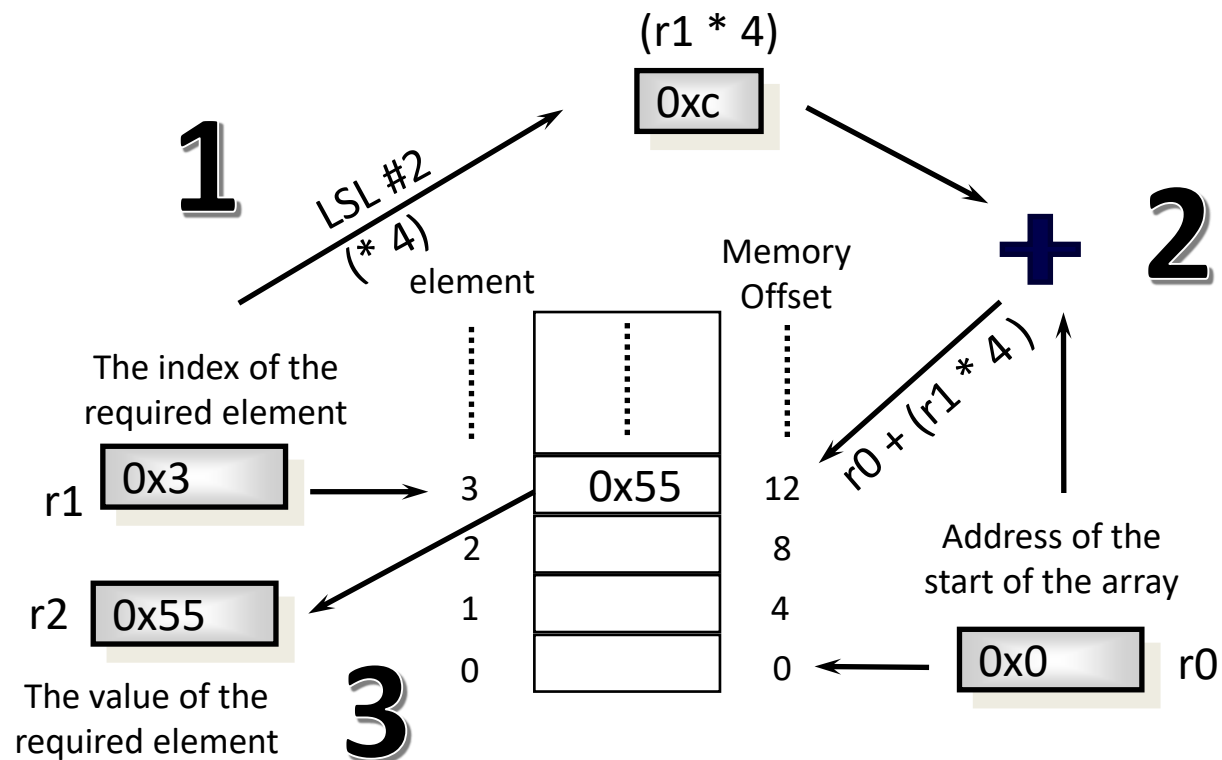 (r1 * 4)
0xc
1
LSL #2
(* 4)
2
element
Memory
Offset
r0 + (r1 * 4 )
The index of the
required element
r1
0x3
3
0x55
12
2
8
1
4
0
0
Address of the
start of the array
0x0
r0
r2
0x55
The value of the
required element
3